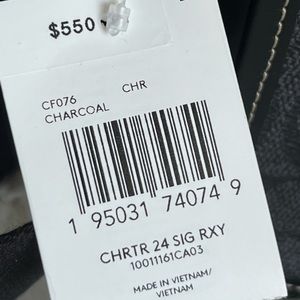 $550
CF076 CHR
CHARCOAL
1 95031 74074 9
CHRTR 24 SIG RXY
10011161CA03
MADE IN VIETNAM/
VIETNAM